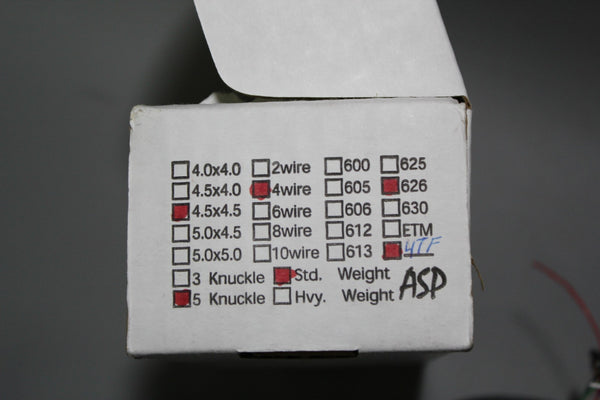 4.0x4.0 2wire 600 625
4.5x4.0 4wire 605 626
4.5x4.5 6wire 606 630
5.0x4.5 8wire 612 ETM
5.0x5.0 10wire 613 4TF
3 Knuckle Std. Weight
5 Knuckle Hvy. Weight
ASP